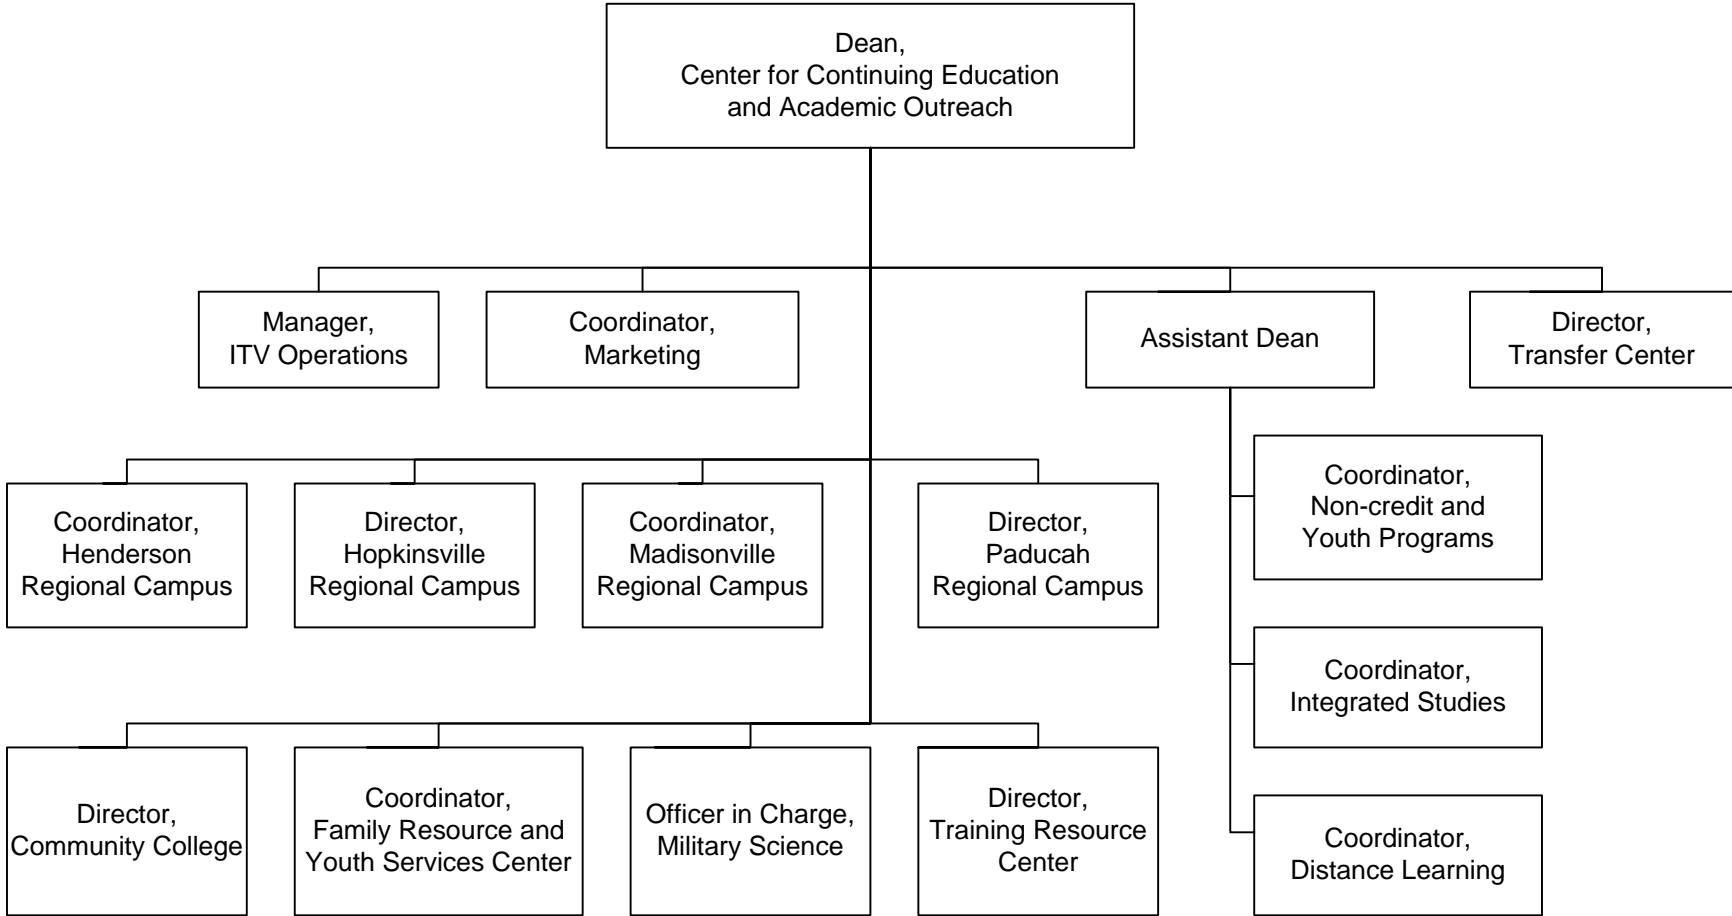 Dean,
Center for Continuing Education
and Academic Outreach
Manager,
ITV Operations
Coordinator,
Marketing
Assistant Dean
Director,
Transfer Center
Coordinator,
Non-credit and
Youth Programs
Coordinator,
Henderson
Regional Campus
Director,
Hopkinsville
Regional Campus
Coordinator,
Madisonville
Regional Campus
Director,
Paducah
Regional Campus
Coordinator,
Integrated Studies
Director,
Community College
Coordinator,
Family Resource and
Youth Services Center
Officer in Charge,
Military Science
Director,
Training Resource
Center
Coordinator,
Distance Learning